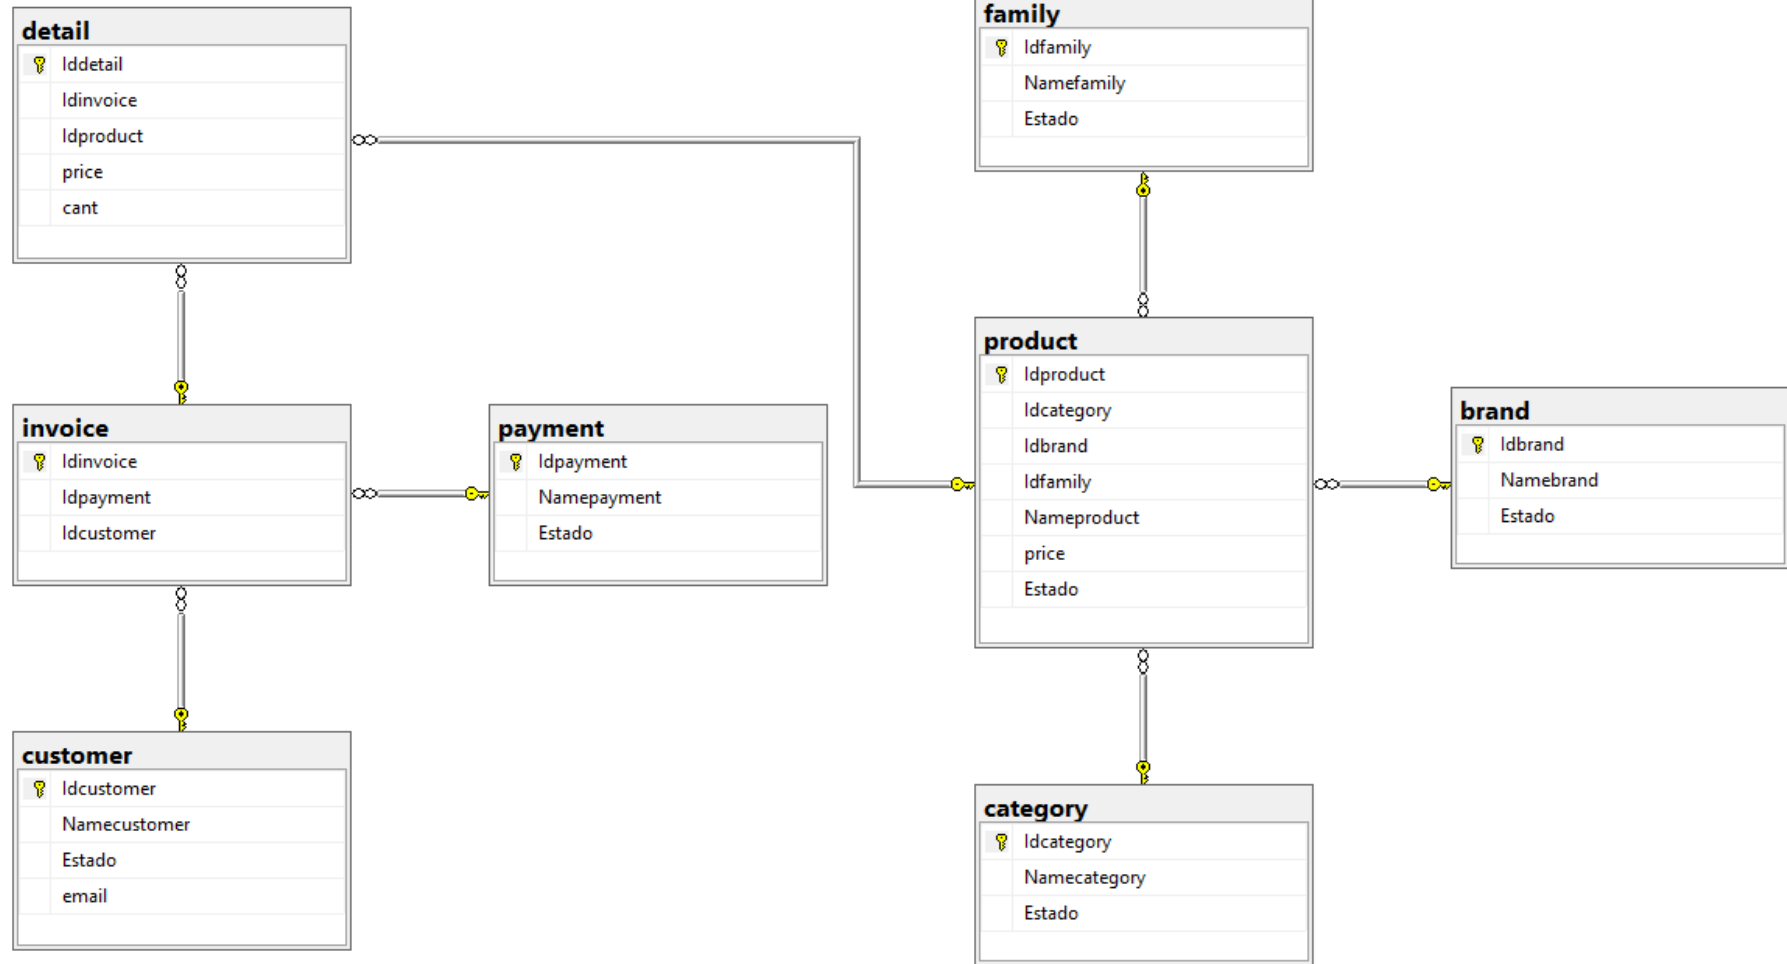 detail
Iddetail
Idinvoice
Idproduct
price
cant
family
Idfamily
Namefamily
Estado
invoice
Idinvoice
Idpayment
Idcustomer
payment
Idpayment
Namepayment
Estado
product
Idproduct
Idcategory
Idbrand
Idfamily
Nameproduct
price
Estado
brand
Idbrand
Namebrand
Estado
customer
Idcustomer
Namecustomer
Estado
email
category
Idcategory
Namecategory
Estado